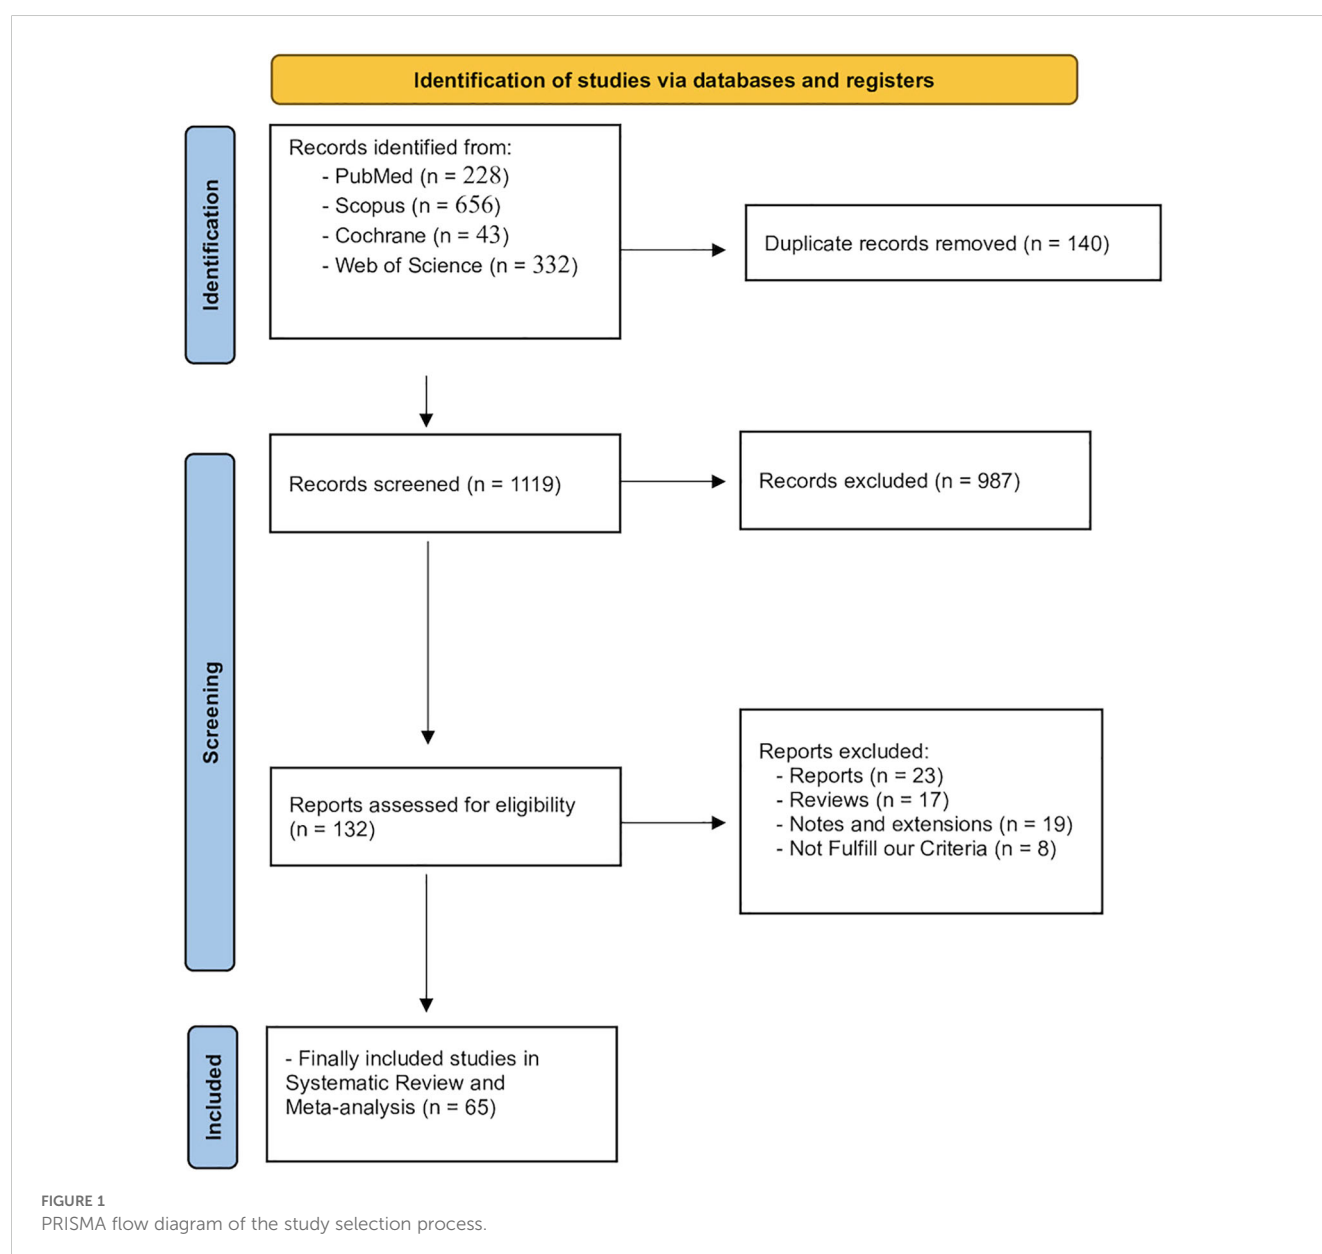 Identification of studies via databases and registers
Identification
Records identified from:
- PubMed (n = 228)
- Scopus (n = 656)
- Cochrane (n = 43)
- Web of Science (n = 332)
Duplicate records removed (n = 140)
Screening
Records screened (n = 1119)
Records excluded (n = 987)
Reports assessed for eligibility
(n = 132)
Reports excluded:
- Reports (n = 23)
- Reviews (n = 17)
- Notes and extensions (n = 19)
- Not Fulfill our Criteria (n = 8)
Included
- Finally included studies in
Systematic Review and
Meta-analysis (n = 65)
FIGURE 1
PRISMA flow diagram of the study selection process.